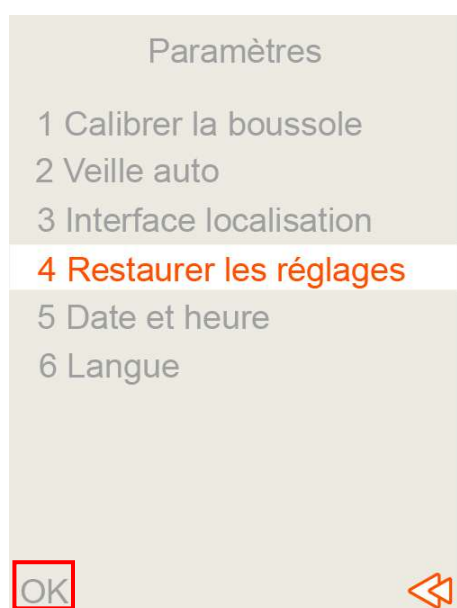 Paramètres
1 Calibrer la boussole
2 Veille auto
3 Interface localisation
4 Restaurer les réglages
5 Date et heure
6 Langue
OK